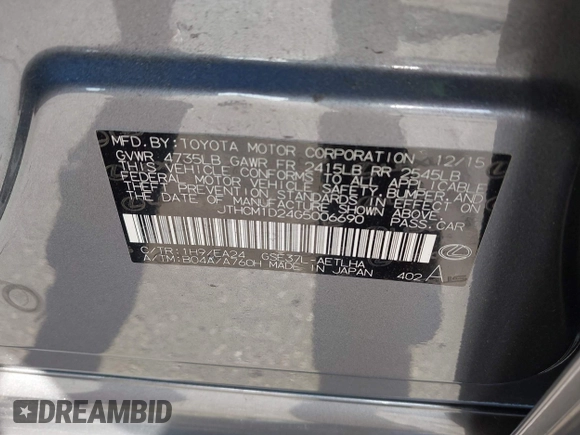 MFD.BY:TOYOTA MOTOR CORPORATION 12/15
GVWR 4735LB GAWR FR 2415LB RR 2545LB
THIS VEHICLE CONFORMS TO ALL APPLICABLE
FEDERAL MOTOR VEHICLE SAFETY, BUMPER, AND
THEFT PREVENTION STANDARDS IN EFFECT ON
THE DATE OF MANUFACTURE SHOWN ABOVE.
JTHCM1D24G5006690 PASS.CAR
C/TR:1H9/EA24 GSE37L-AETLHA
A/TM:B04A/A760H MADE IN JAPAN 402 A
DREAMBID